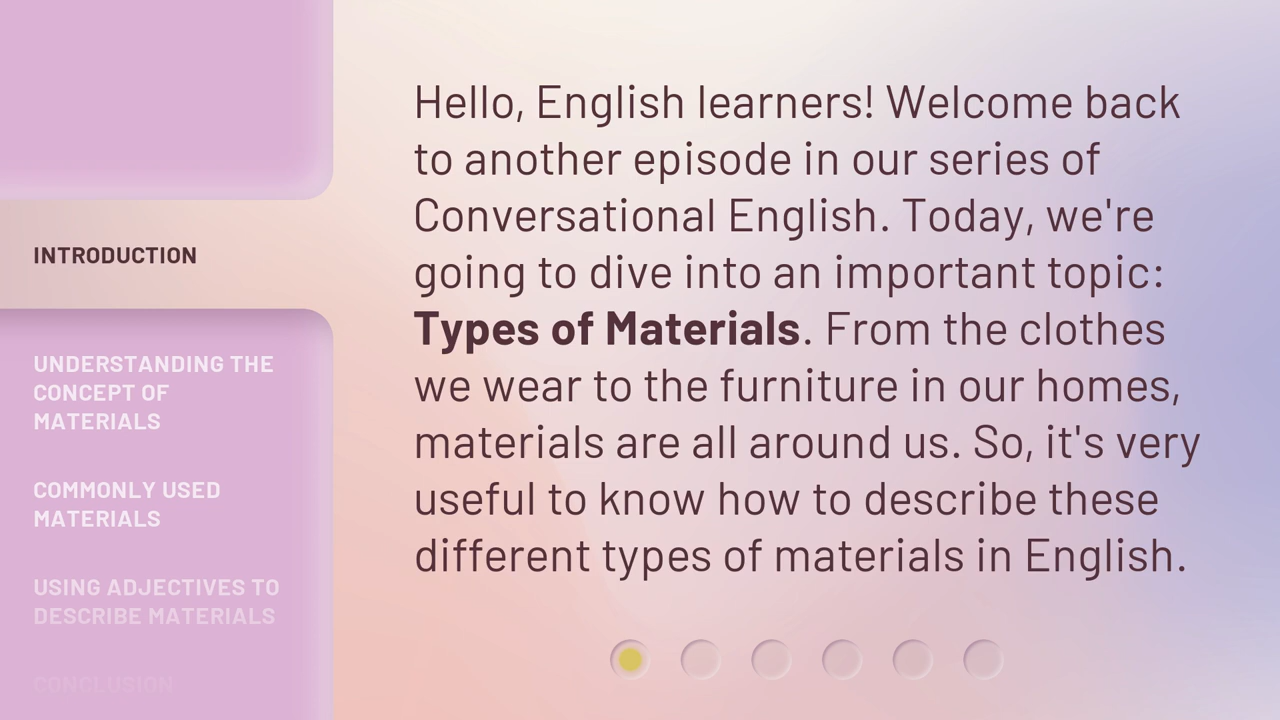 INTRODUCTION
UNDERSTANDING THE
CONCEPT OF
MATERIALS
COMMONLY USED
MATERIALS
USING ADJECTIVES TO
DESCRIBE MATERIALS
CONCLUSION
Hello, English learners! Welcome back
to another episode in our series of
Conversational English. Today, we're
going to dive into an important topic:
Types of Materials. From the clothes
we wear to the furniture in our homes,
materials are all around us. So, it's very
useful to know how to describe these
different types of materials in English.